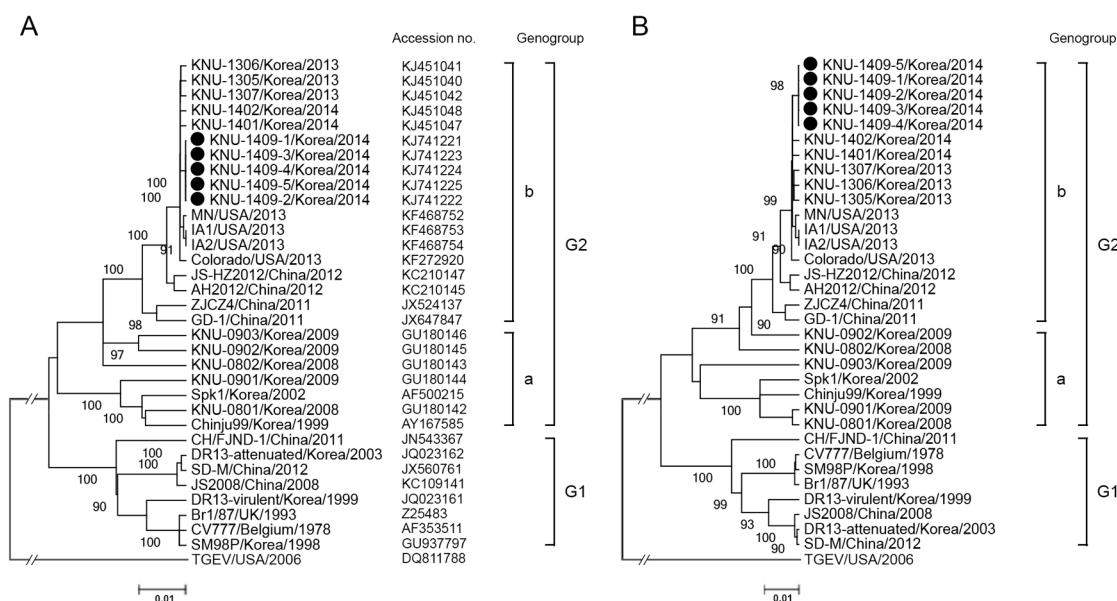 A
Accession no.
Genogroup
KNU-1306/Korea/2013 KJ451041
KNU-1305/Korea/2013 KJ451040
KNU-1307/Korea/2013 KJ451042
KNU-1402/Korea/2014 KJ451048
KNU-1401/Korea/2014 KJ451047
KNU-1409-1/Korea/2014 KJ741221
KNU-1409-3/Korea/2014 KJ741223
KNU-1409-4/Korea/2014 KJ741224
100 KNU-1409-5/Korea/2014 KJ741225
100 KNU-1409-2/Korea/2014 KJ741222
MN/USA/2013 KF468752
IA1/USA/2013 KF468753
100 91 IA2/USA/2013 KF468754
Colorado/USA/2013 KF272920
100 JS-HZ2012/China/2012 KC210147
AH2012/China/2012 KC210145
ZJCZ4/China/2011 JX524137
98 GD-1/China/2011 JX647847
KNU-0903/Korea/2009 GU180146
97 KNU-0902/Korea/2009 GU180145
KNU-0802/Korea/2008 GU180143
KNU-0901/Korea/2009 GU180144
100 Spk1/Korea/2002 AF500215
100 KNU-0801/Korea/2008 GU180142
Chinju99/Korea/1999 AY167585
CH/FJND-1/China/2011 JN543367
100 DR13-attenuated/Korea/2003 JQ023162
100 100 SD-M/China/2012 JX560761
JS2008/China/2008 KC109141
90 DR13-virulent/Korea/1999 JQ023161
Br1/87/UK/1993 Z25483
CV777/Belgium/1978 AF353511
100 SM98P/Korea/1998 GU937797
TGEV/USA/2006 DQ811788
b
G2
a
G1
0.01
B
Genogroup
KNU-1409-5/Korea/2014
98 KNU-1409-1/Korea/2014
KNU-1409-2/Korea/2014
KNU-1409-3/Korea/2014
KNU-1409-4/Korea/2014
KNU-1402/Korea/2014
KNU-1401/Korea/2014
KNU-1307/Korea/2013
KNU-1306/Korea/2013
99 KNU-1305/Korea/2013
MN/USA/2013
IA1/USA/2013
91 90 IA2/USA/2013
Colorado/USA/2013
100 JS-HZ2012/China/2012
AH2012/China/2012
ZJCZ4/China/2011
91 90 GD-1/China/2011
KNU-0902/Korea/2009
KNU-0802/Korea/2008
KNU-0903/Korea/2009
Spk1/Korea/2002
Chinju99/Korea/1999
100 KNU-0901/Korea/2009
KNU-0801/Korea/2008
CH/FJND-1/China/2011
CV777/Belgium/1978
100 100 SM98P/Korea/1998
Br1/87/UK/1993
99 DR13-virulent/Korea/1999
JS2008/China/2008
93 DR13-attenuated/Korea/2003
100 90 SD-M/China/2012
TGEV/USA/2006
b
G2
a
G1
0.01